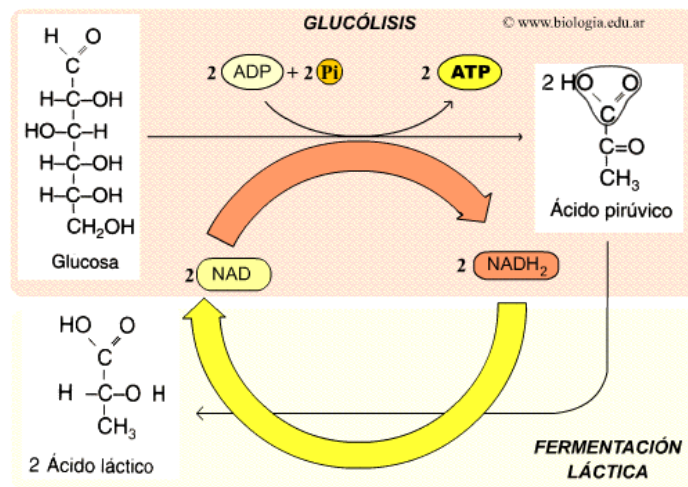 GLUCÓLISIS
© www.biologia.edu.ar
H O
C
H–C–OH
HO–C–H
H–C–OH
H–C–OH
CH₂OH
Glucosa
2 ADP + 2 Pi
2 ATP
2 HO O
C
C=O
CH₃
Ácido pirúvico
2 NAD
2 NADH₂
HO O
C
H –C–O H
CH₃
2 Ácido láctico
FERMENTACIÓN
LÁCTICA